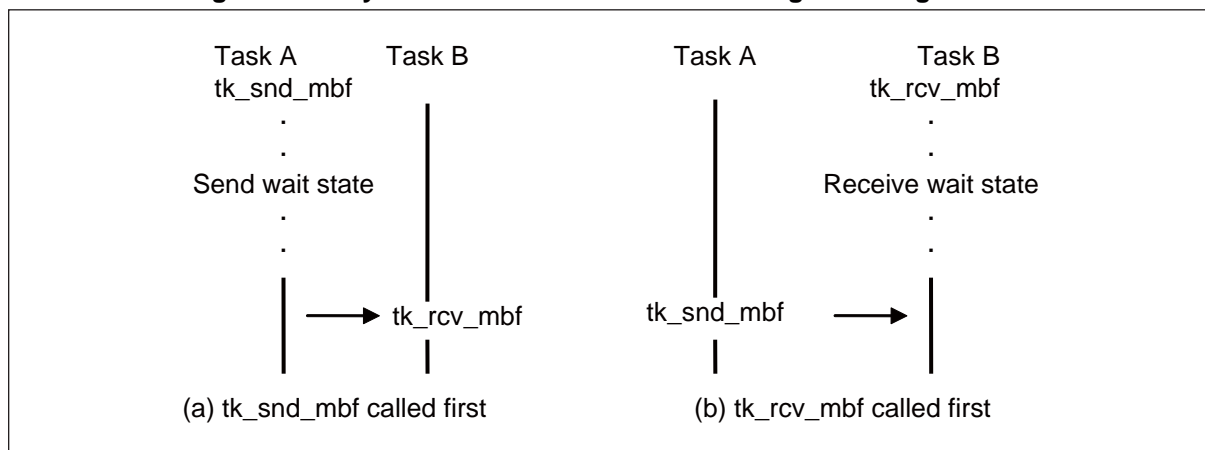 Task A Task B Task A Task B
tk_snd_mbf tk_rcv_mbf
Send wait state Receive wait state
tk_rcv_mbf tk_snd_mbf
(a) tk_snd_mbf called first (b) tk_rcv_mbf called first